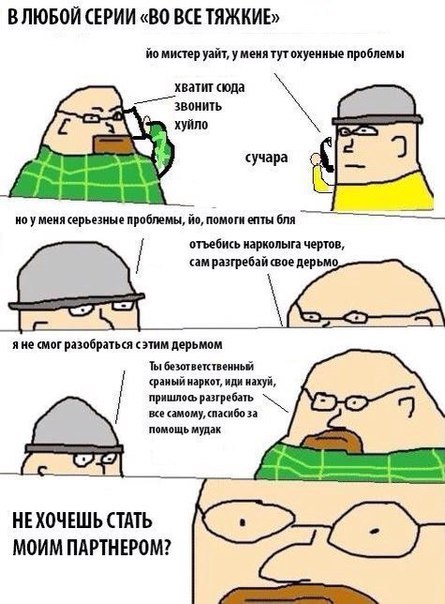 В ЛЮБОЙ СЕРИИ «ВО ВСЕ ТЯЖКИЕ»
йо мистер уайт, у меня тут охуенные проблемы
хватит сюда
звонить
хуйло
сучара
но у меня серьезные проблемы, йо, помоги епты бля
отъебись нарколыга чертов,
сам разгребай свое дерьмо
я не смог разобраться с этим дерьмом
Ты безответственный
сраный наркот, иди нахуй,
пришлось разгребать
все самому, спасибо за
помощь мудак
НЕ ХОЧЕШЬ СТАТЬ
МОИМ ПАРТНЕРОМ?